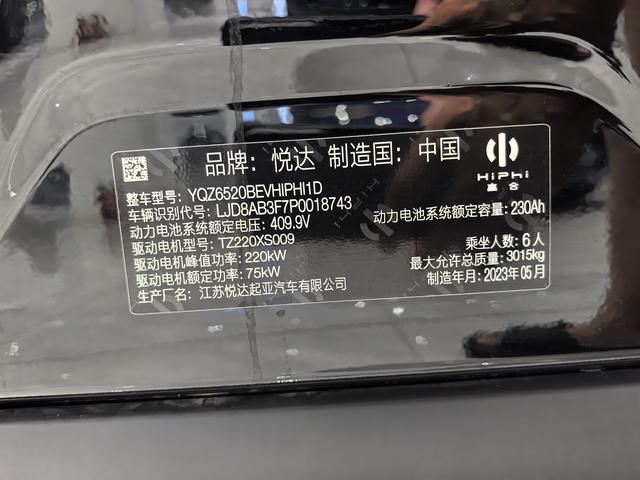 品牌：悦达 制造国：中国
HiPhi
高合
整车型号：YQZ6520BEVHIPHI1D
车辆识别代号：LJD8AB3F7P0018743
动力电池系统额定电压：409.9V
动力电池系统额定容量：230Ah
驱动电机型号：TZ220XS009
乘坐人数：6人
驱动电机峰值功率：220kW
最大允许总质量：3015kg
驱动电机额定功率：75kW
制造年月：2023年05月
生产厂名：江苏悦达起亚汽车有限公司